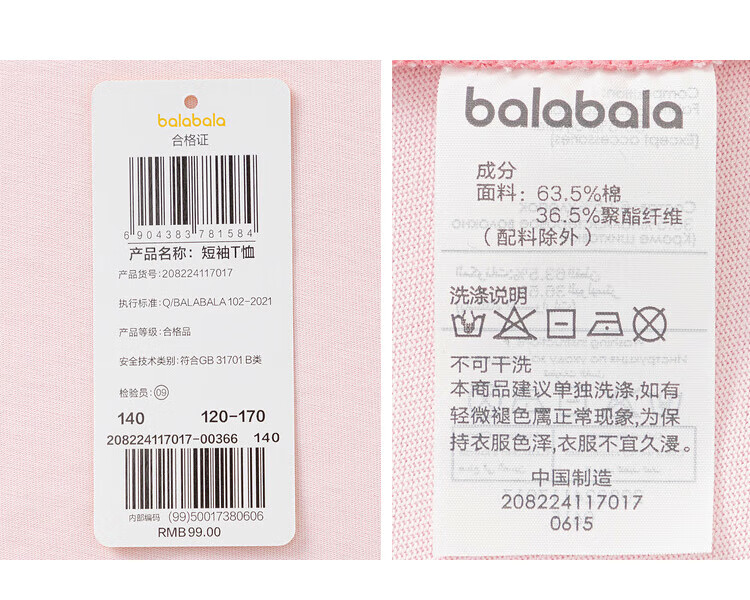 balabala
合格证
6 904383 781584
产品名称: 短袖T恤
产品货号:208224117017
执行标准:Q/BALABALA 102-2021
产品等级:合格品
安全技术类别:符合GB 31701 B类
检验员:09
140 120-170
208224117017-00366 140
内部编码 (99)50017380606
RMB99.00
balabala
成分
面料: 63.5%棉
36.5%聚酯纤维
(配料除外)
洗涤说明
不可干洗
本商品建议单独洗涤,如有
轻微褪色属正常现象,为保
持衣服色泽,衣服不宜久浸。
中国制造
208224117017
0615